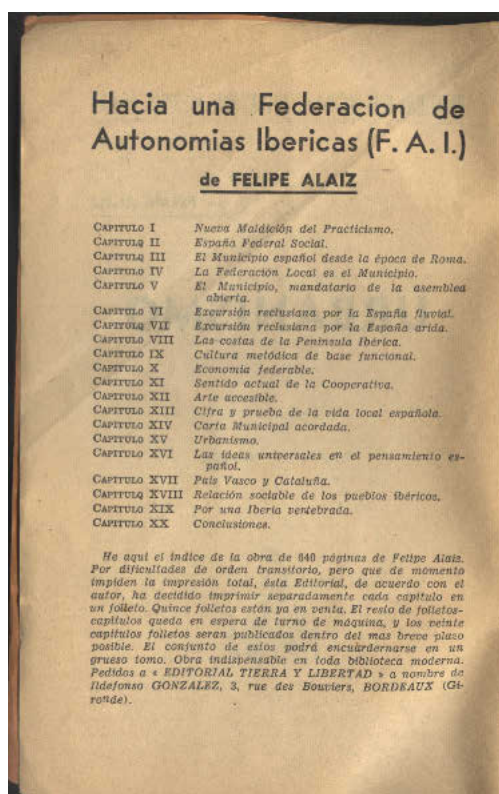 Hacia una Federacion de
Autonomias Ibericas (F. A. I.)
de FELIPE ALAIZ
CAPITULO I Nueva Maldición del Practicismo.
CAPITULO II España Federal Social.
CAPITULO III El Municipio español desde la época de Roma.
CAPITULO IV La Federación Local es el Municipio.
CAPITULO V El Municipio, mandatario de la asemblea
abierta.
CAPITULO VI Excursión reclusiana por la España fluvial.
CAPITULO VII Excursión reclusiana por la España arida.
CAPITULO VIII Las costas de la Peninsula Ibérica.
CAPITULO IX Cultura metódica de base funcional.
CAPITULO X Economia federable.
CAPITULO XI Sentido actual de la Cooperativa.
CAPITULO XII Arte accesible.
CAPITULO XIII Cifra y prueba de la vida local española.
CAPITULO XIV Carta Municipal acordada.
CAPITULO XV Urbanismo.
CAPITULO XVI Las ideas universales en el pensamiento es-
pañol.
CAPITULO XVII Pais Vasco y Cataluña.
CAPITULO XVIII Relación sociable de los pueblos ibéricos.
CAPITULO XIX Por una Iberia vertebrada.
CAPITULO XX Conclusiones.
He aqui el indice de la obra de 640 páginas de Felipe Alaiz.
Por dificultades de orden transitorio, pero que de momento
impiden la impresión total, ésta Editorial, de acuerdo con el
autor, ha decidido imprimir separadamente cada capitulo en
un folleto. Quince folletos están ya en venta. El resto de folletos-
capitulos queda en espera de turno de máquina, y los veinte
capitulos folletos seran publicados dentro del mas breve plazo
posible. El conjunto de estos podrá encuardernarse en un
grueso tomo. Obra indispensable en toda biblioteca moderna.
Pedidos a « EDITORIAL TIERRA Y LIBERTAD » a nombre de
Ildefonso GONZALEZ, 3, rue des Bouviers, BORDEAUX (Gi-
ronde).